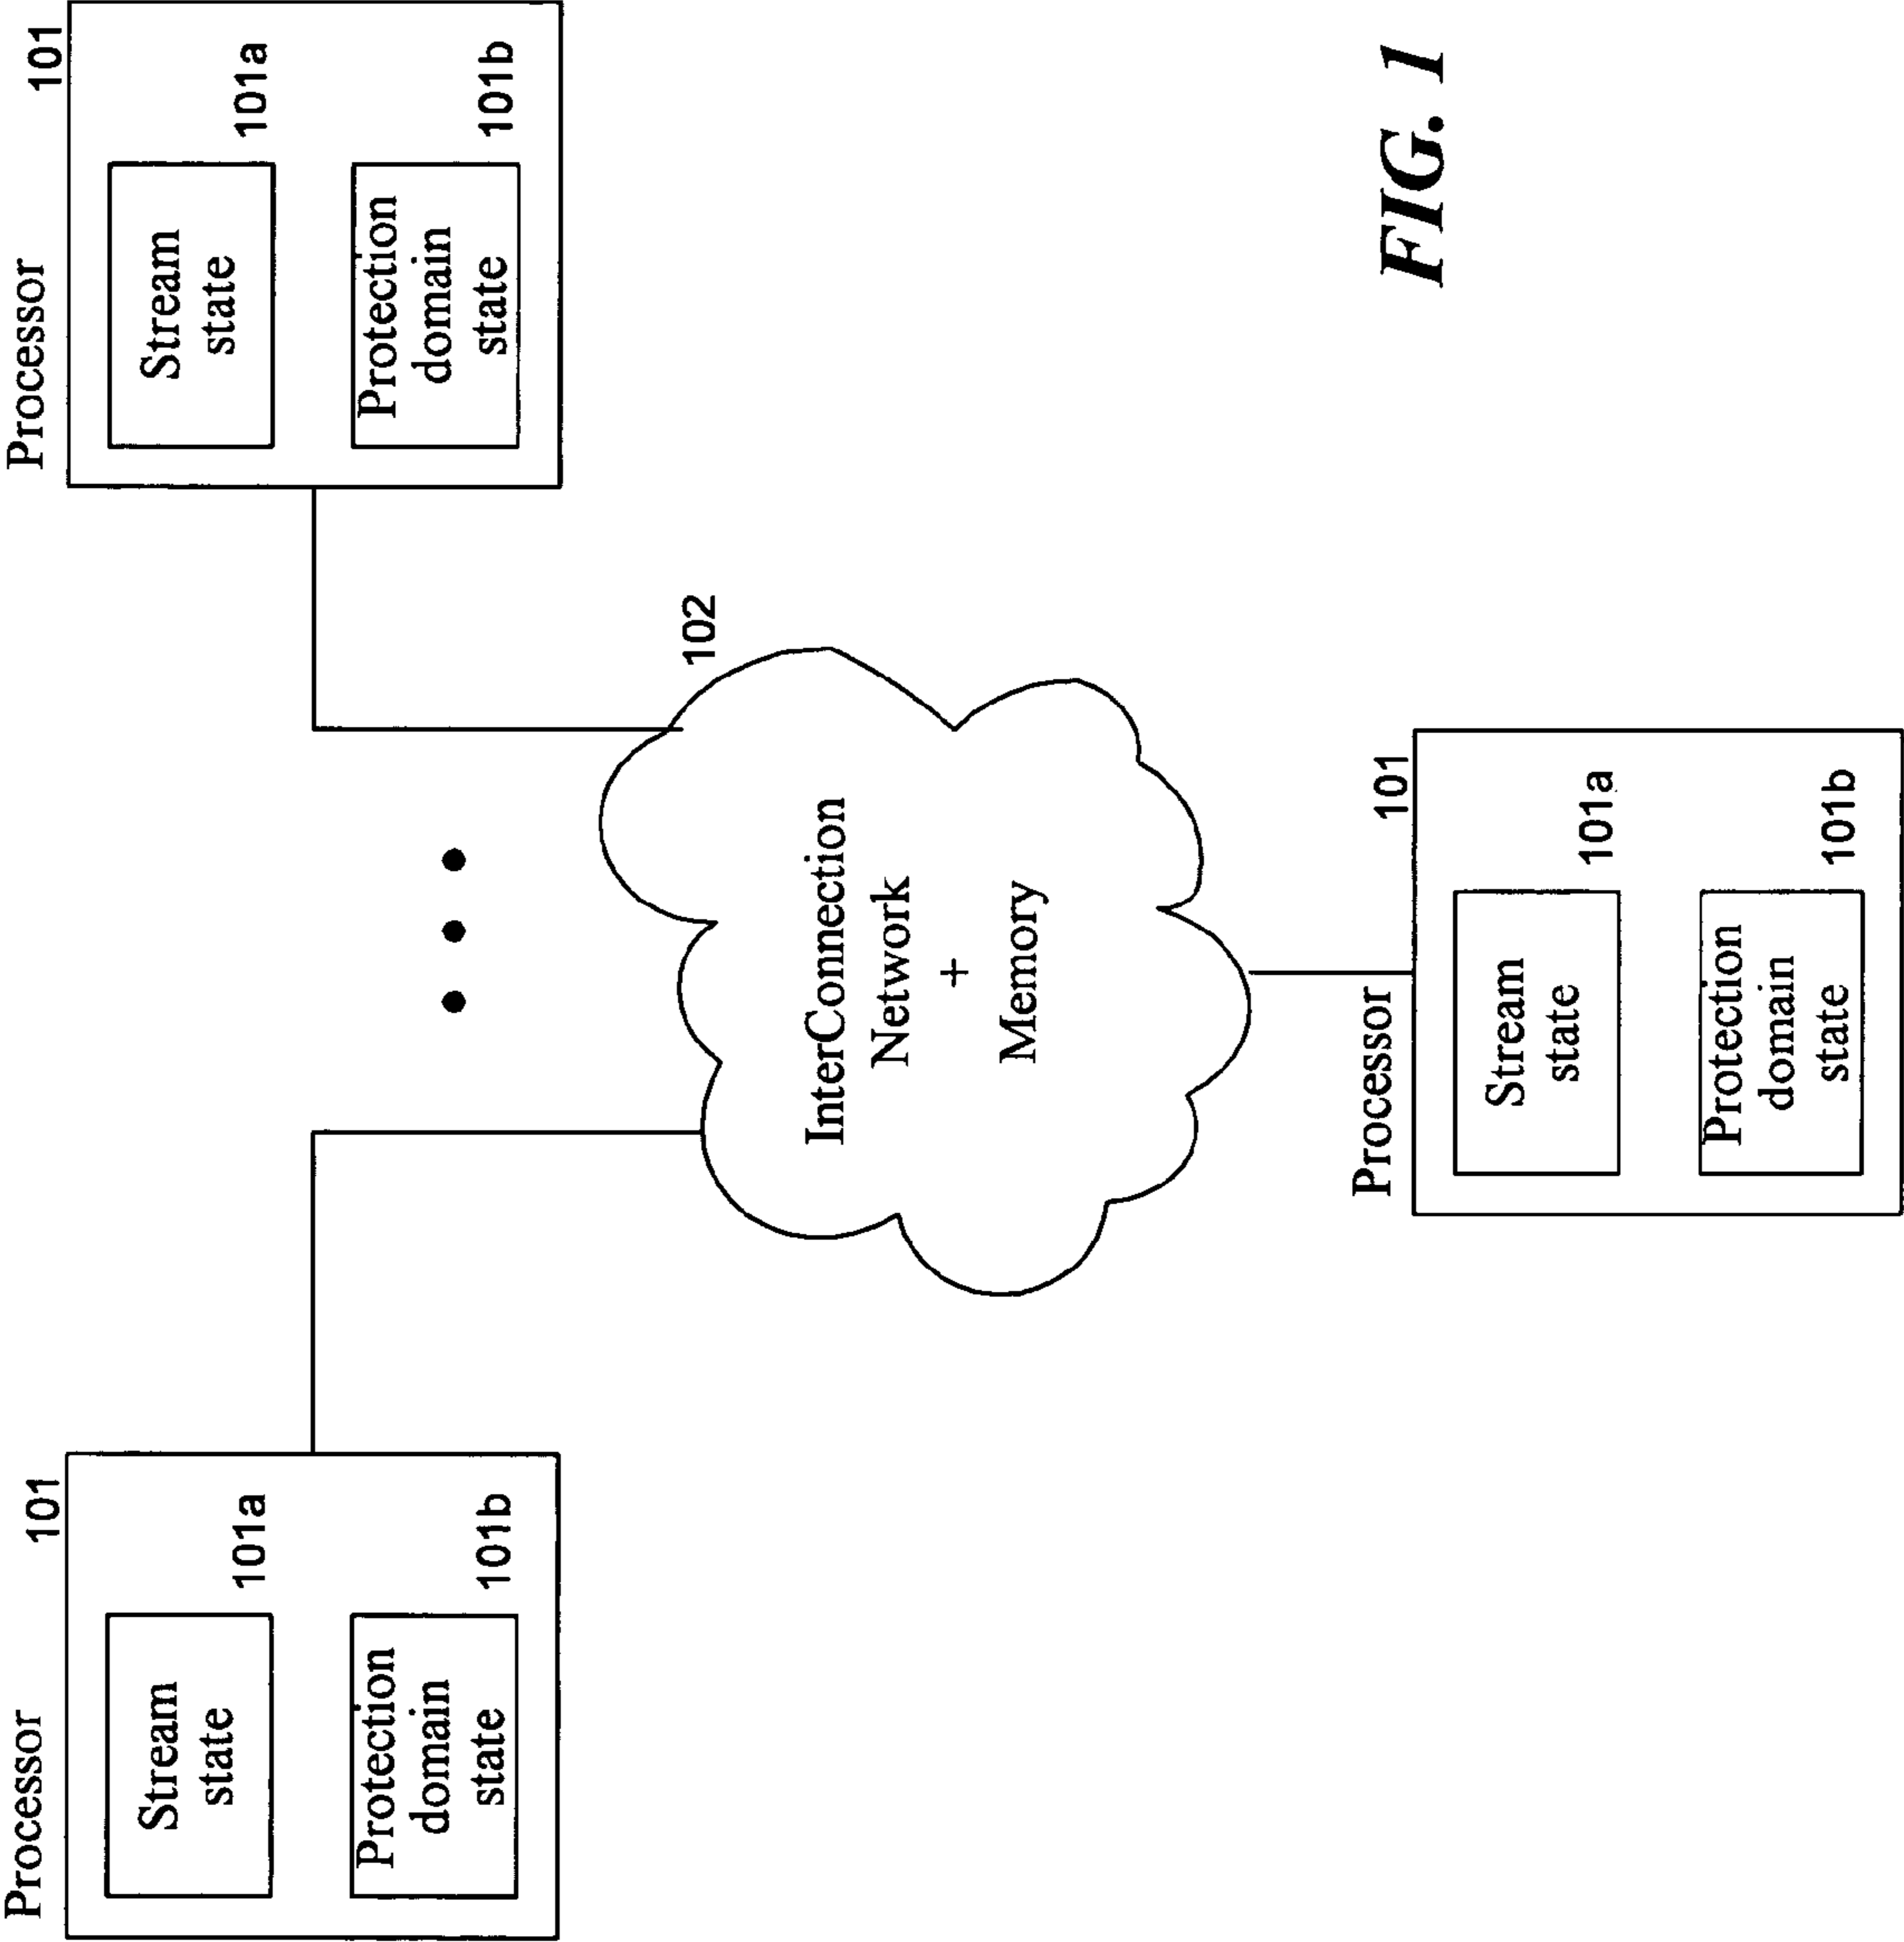 Processor
101
Stream
state
101a
Protection
domain
state
101b
Processor
101
Stream
state
101a
Protection
domain
state
101b
102
InterConnection
Network
+
Memory
Processor
101
Stream
state
101a
Protection
domain
state
101b
FIG. 1